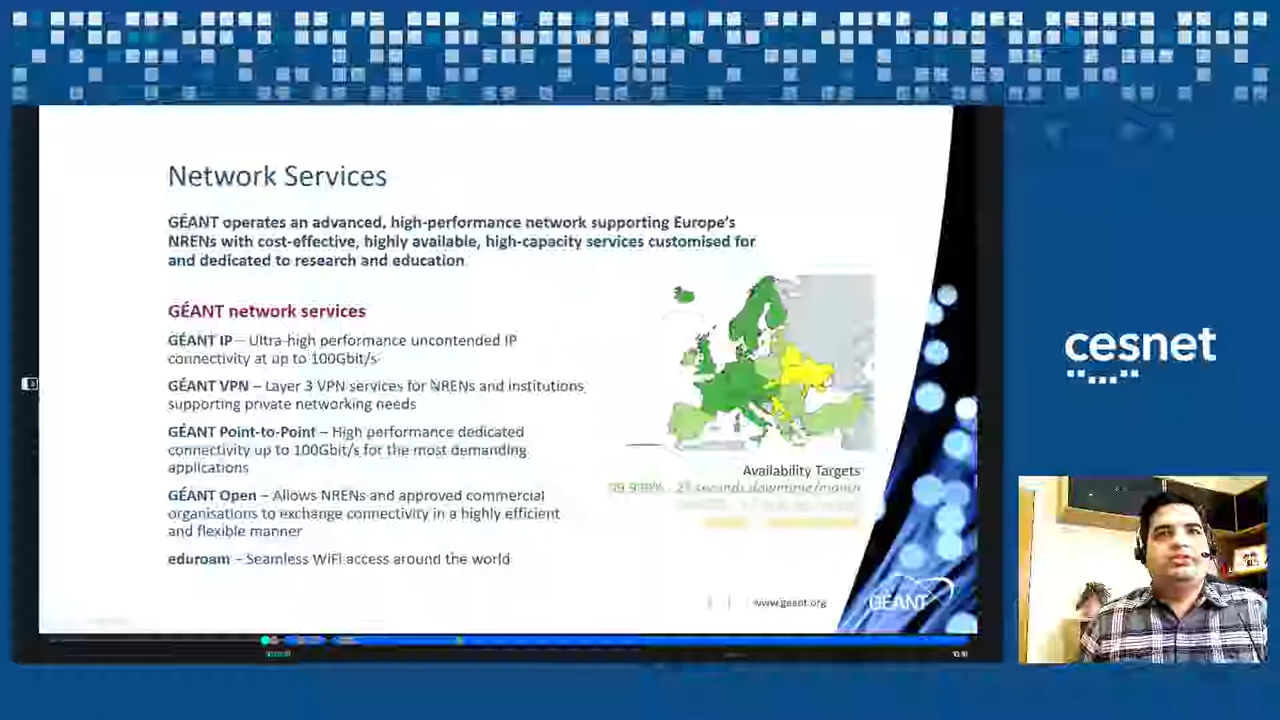 Network Services
GÉANT operates an advanced, high-performance network supporting Europe's
NRENs with cost-effective, highly available, high-capacity services customised for
and dedicated to research and education
GÉANT network services
GÉANT IP – Ultra-high performance uncontended IP
connectivity at up to 100Gbit/s
GÉANT VPN – Layer 3 VPN services for NRENs and institutions
supporting private networking needs
GÉANT Point-to-Point – High performance dedicated
connectivity up to 100Gbit/s for the most demanding
applications
GÉANT Open – Allows NRENs and approved commercial
organisations to exchange connectivity in a highly efficient
and flexible manner
eduroam – Seamless WiFi access around the world
Availability Targets
seconds downtime/month
www.geant.org
GÉANT
cesnet